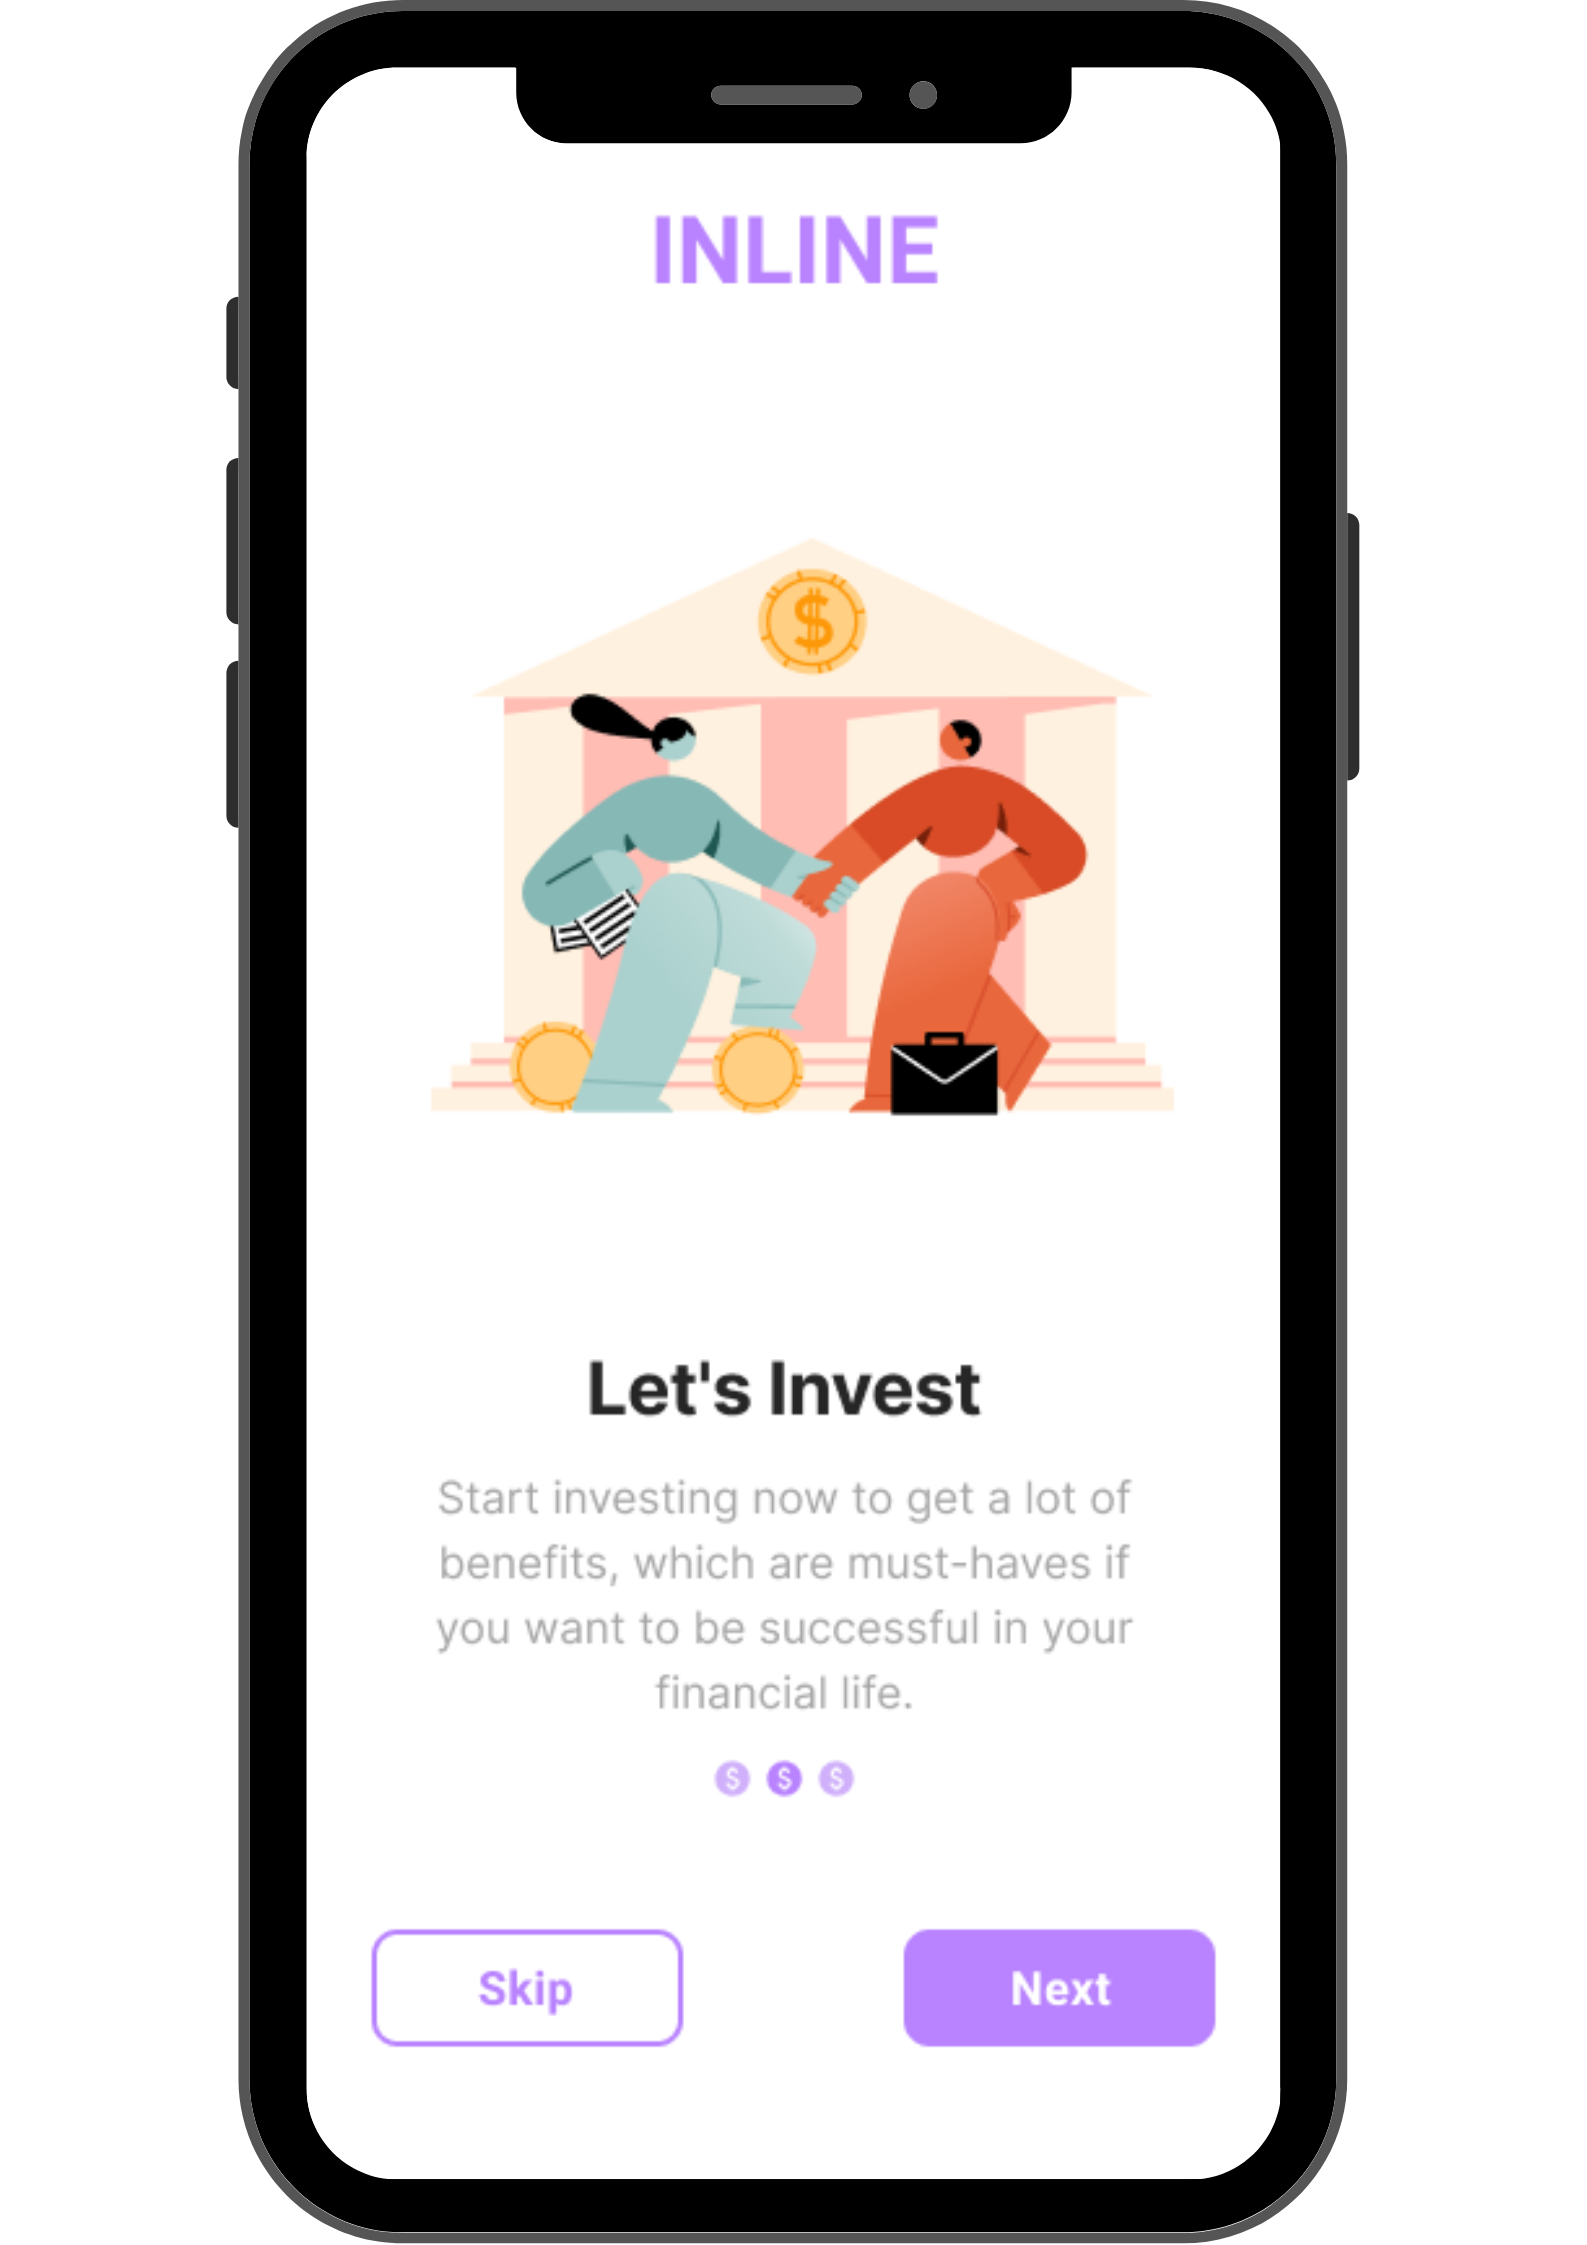 INLINE
$
Let's Invest
Start investing now to get a lot of
benefits, which are must-haves if
you want to be successful in your
financial life.
$ $ $
Skip
Next